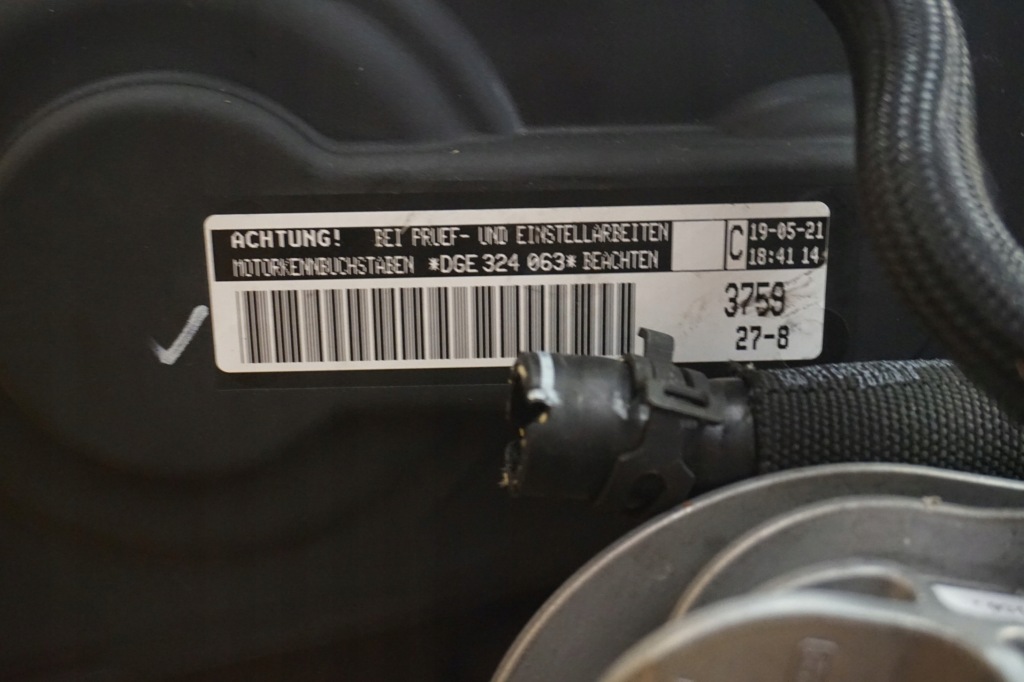 ACHTUNG! BEI PRUEF- UND EINSTELLARBEITEN
MOTORKENNBUCHSTABEN *DGE 324 063* BEACHTEN
C
19-05-21
18:41 14
3759
27-8